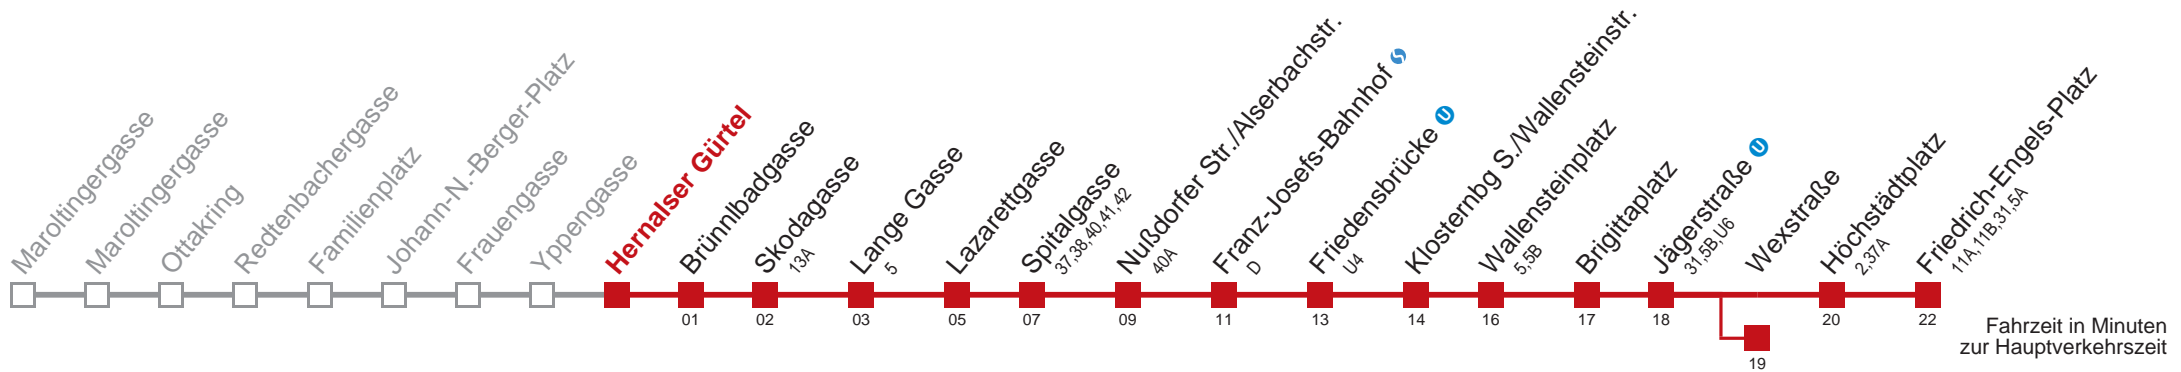 Maroltingergasse
Maroltingergasse
Ottakring
Redtenbachergasse
Familienplatz
Johann-N.-Berger-Platz
Frauengasse
Yppengasse
Hernalser Gürtel
Brünnlbadgasse
01
Skodagasse
13A
02
Lange Gasse
5
03
Lazarettgasse
05
Spitalgasse
37,38,40,41,42
07
Nußdorfer Str./Alserbachstr.
40A
09
Franz-Josefs-Bahnhof S
D
11
Friedensbrücke U
U4
13
Klosternbg S./Wallensteinstr.
14
Wallensteinplatz
5,5B
16
Brigittaplatz
17
Jägerstraße U
31,5B,U6
18
Wexstraße
19
Höchstädtplatz
2,37A
20
Friedrich-Engels-Platz
11A,11B,31,5A
22
Fahrzeit in Minuten
zur Hauptverkehrszeit